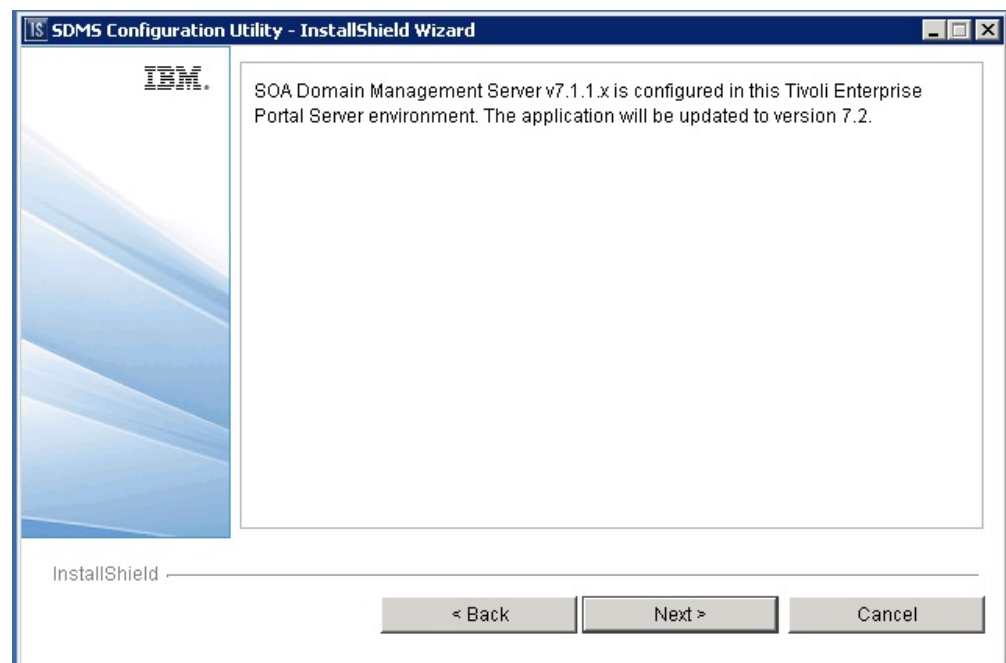 IS SDMS Configuration Utility - InstallShield Wizard
IBM.
SOA Domain Management Server v7.1.1.x is configured in this Tivoli Enterprise
Portal Server environment. The application will be updated to version 7.2.
InstallShield
< Back Next > Cancel